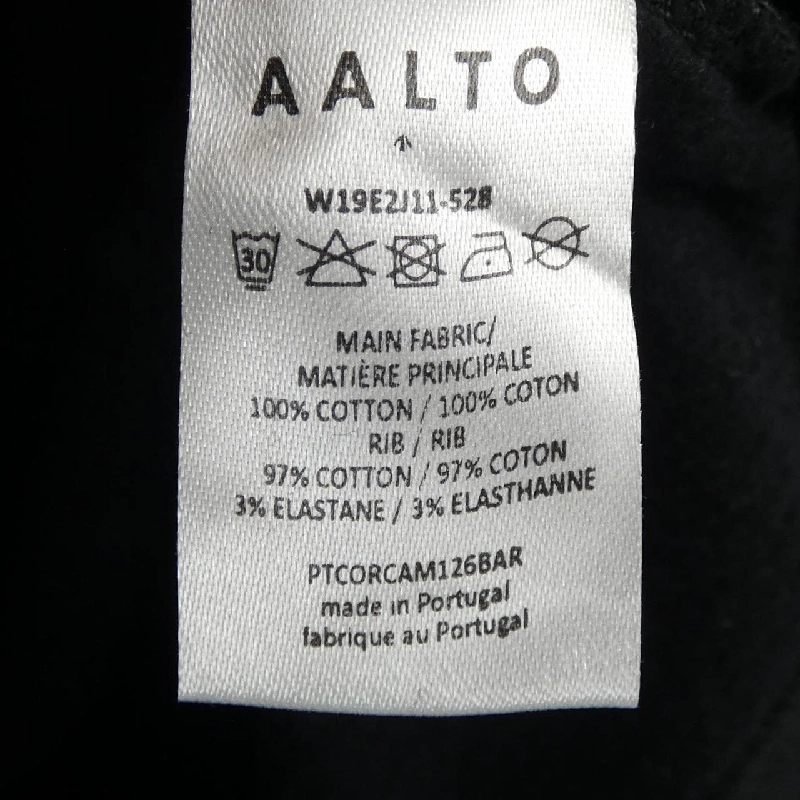 AALTO
W19E2J11-528
30
MAIN FABRIC/
MATIÈRE PRINCIPALE
100% COTTON / 100% COTON
RIB / RIB
97% COTTON / 97% COTON
3% ELASTANE / 3% ELASTHANNE
PTCORCAM126BAR
made in Portugal
fabrique au Portugal